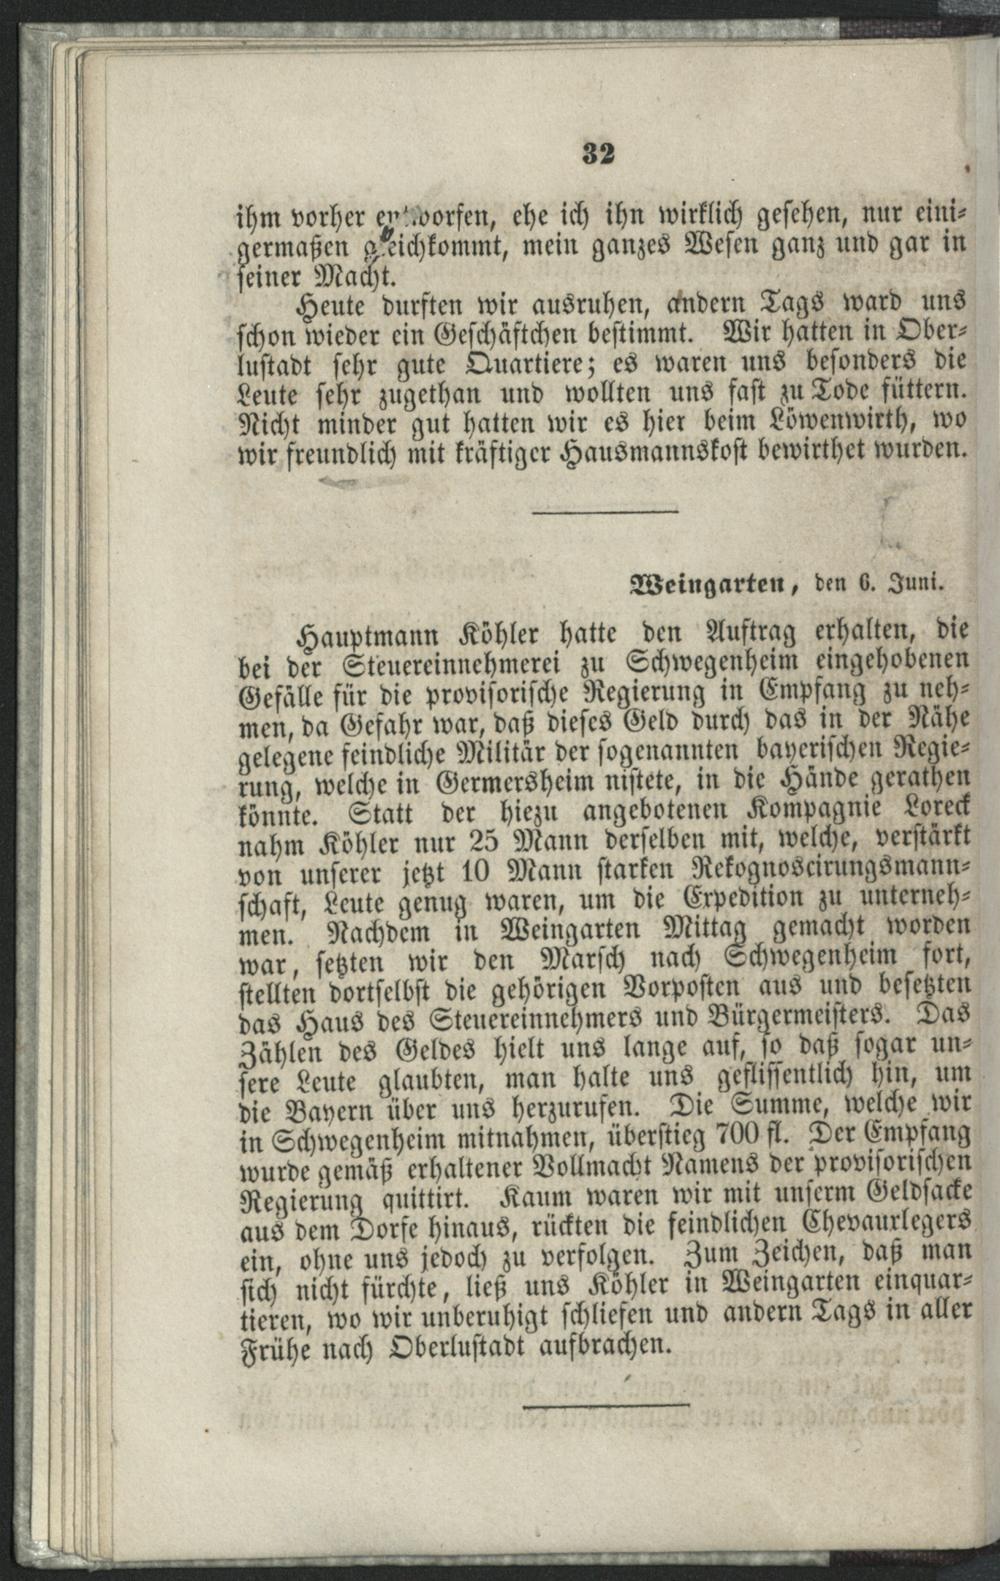 32
ihm vorher entworfen, ehe ich ihn wirklich gesehen, nur eini-
germaßen gleichkommt, mein ganzes Wesen ganz und gar in
seiner Macht.
Heute durften wir ausruhen, andern Tags ward uns
schon wieder ein Geschäftchen bestimmt. Wir hatten in Ober-
lustadt sehr gute Quartiere; es waren uns besonders die
Leute sehr zugethan und wollten uns fast zu Tode füttern.
Nicht minder gut hatten wir es hier beim Löwenwirth, wo
wir freundlich mit kräftiger Hausmannskost bewirthet wurden.
Weingarten, den 6. Juni.
Hauptmann Köhler hatte den Auftrag erhalten, die
bei der Steuereinnehmerei zu Schwegenheim eingehobenen
Gefälle für die provisorische Regierung in Empfang zu neh-
men, da Gefahr war, daß dieses Geld durch das in der Nähe
gelegene feindliche Militär der sogenannten bayerischen Regie-
rung, welche in Germersheim nistete, in die Hände gerathen
könnte. Statt der hiezu angebotenen Kompagnie Loreck
nahm Köhler nur 25 Mann derselben mit, welche, verstärkt
von unserer jetzt 10 Mann starken Rekognoscirungsmann-
schaft, Leute genug waren, um die Expedition zu unterneh-
men. Nachdem in Weingarten Mittag gemacht worden
war, setzten wir den Marsch nach Schwegenheim fort,
stellten dortselbst die gehörigen Vorposten aus und besetzten
das Haus des Steuereinnehmers und Bürgermeisters. Das
Zählen des Geldes hielt uns lange auf, so daß sogar un-
sere Leute glaubten, man halte uns geflissentlich hin, um
die Bayern über uns herzurufen. Die Summe, welche wir
in Schwegenheim mitnahmen, überstieg 700 fl. Der Empfang
wurde gemäß erhaltener Vollmacht Namens der provisorischen
Regierung quittirt. Kaum waren wir mit unserm Geldsacke
aus dem Dorfe hinaus, rückten die feindlichen Chevaurlegers
ein, ohne uns jedoch zu verfolgen. Zum Zeichen, daß man
sich nicht fürchte, ließ uns Köhler in Weingarten einquar-
tieren, wo wir unberuhigt schliefen und andern Tags in aller
Frühe nach Oberlustadt aufbrachen.